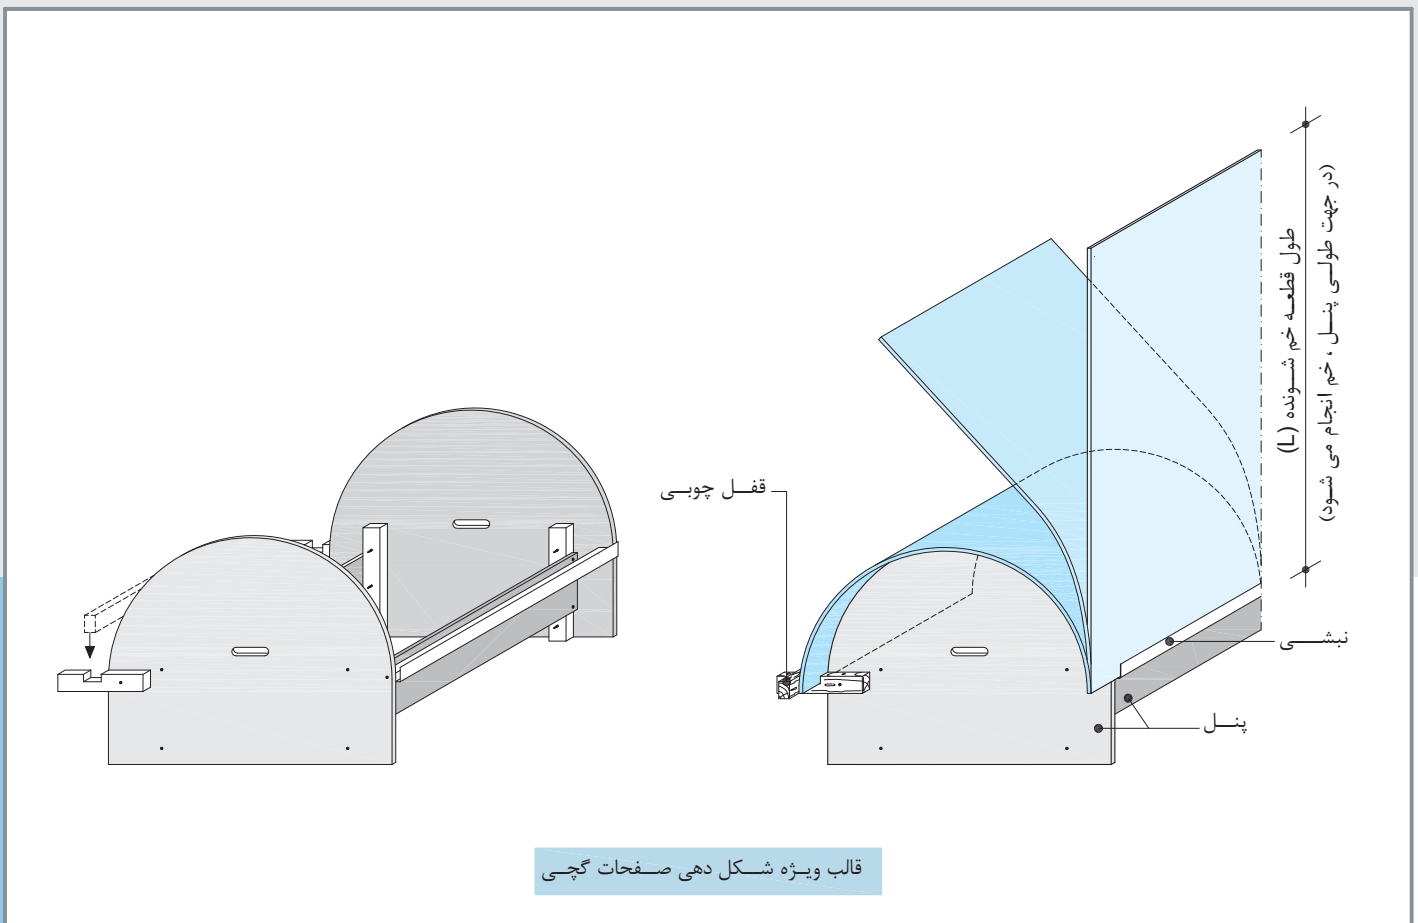 طول قطعه خم شونده (L)
(در جهت طولی پنل، خم انجام می شود)
قفل چوبی
نبشی
پنل
قالب ویژه شکل دهی صفحات گچی